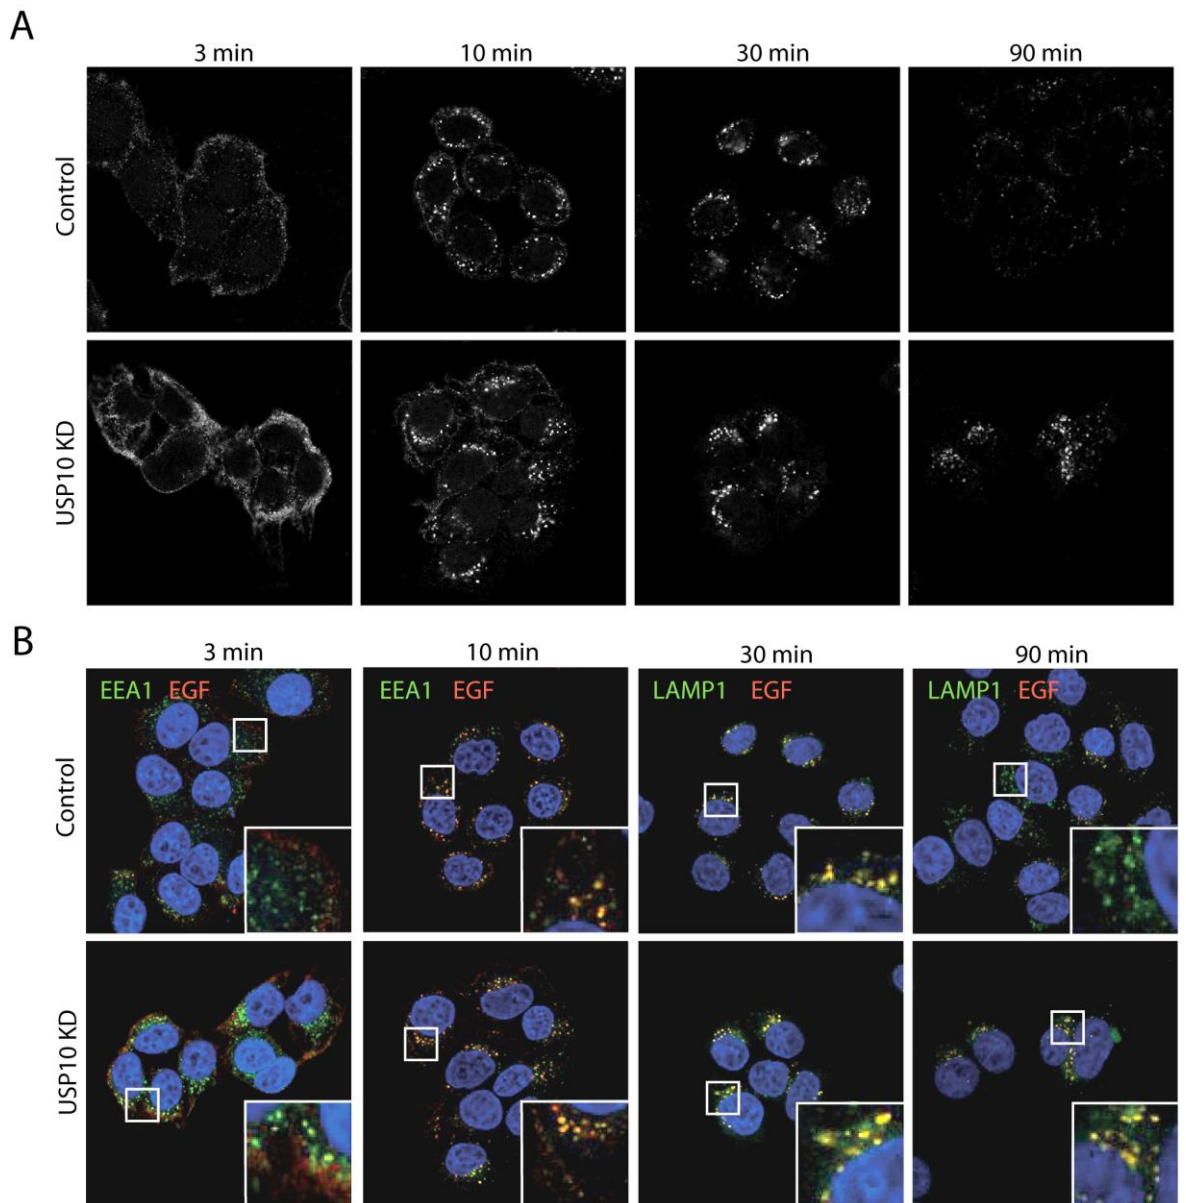 A
3 min 10 min 30 min 90 min
Control
USP10 KD
B
3 min 10 min 30 min 90 min
EEA1 EGF EEA1 EGF LAMP1 EGF LAMP1 EGF
Control
USP10 KD